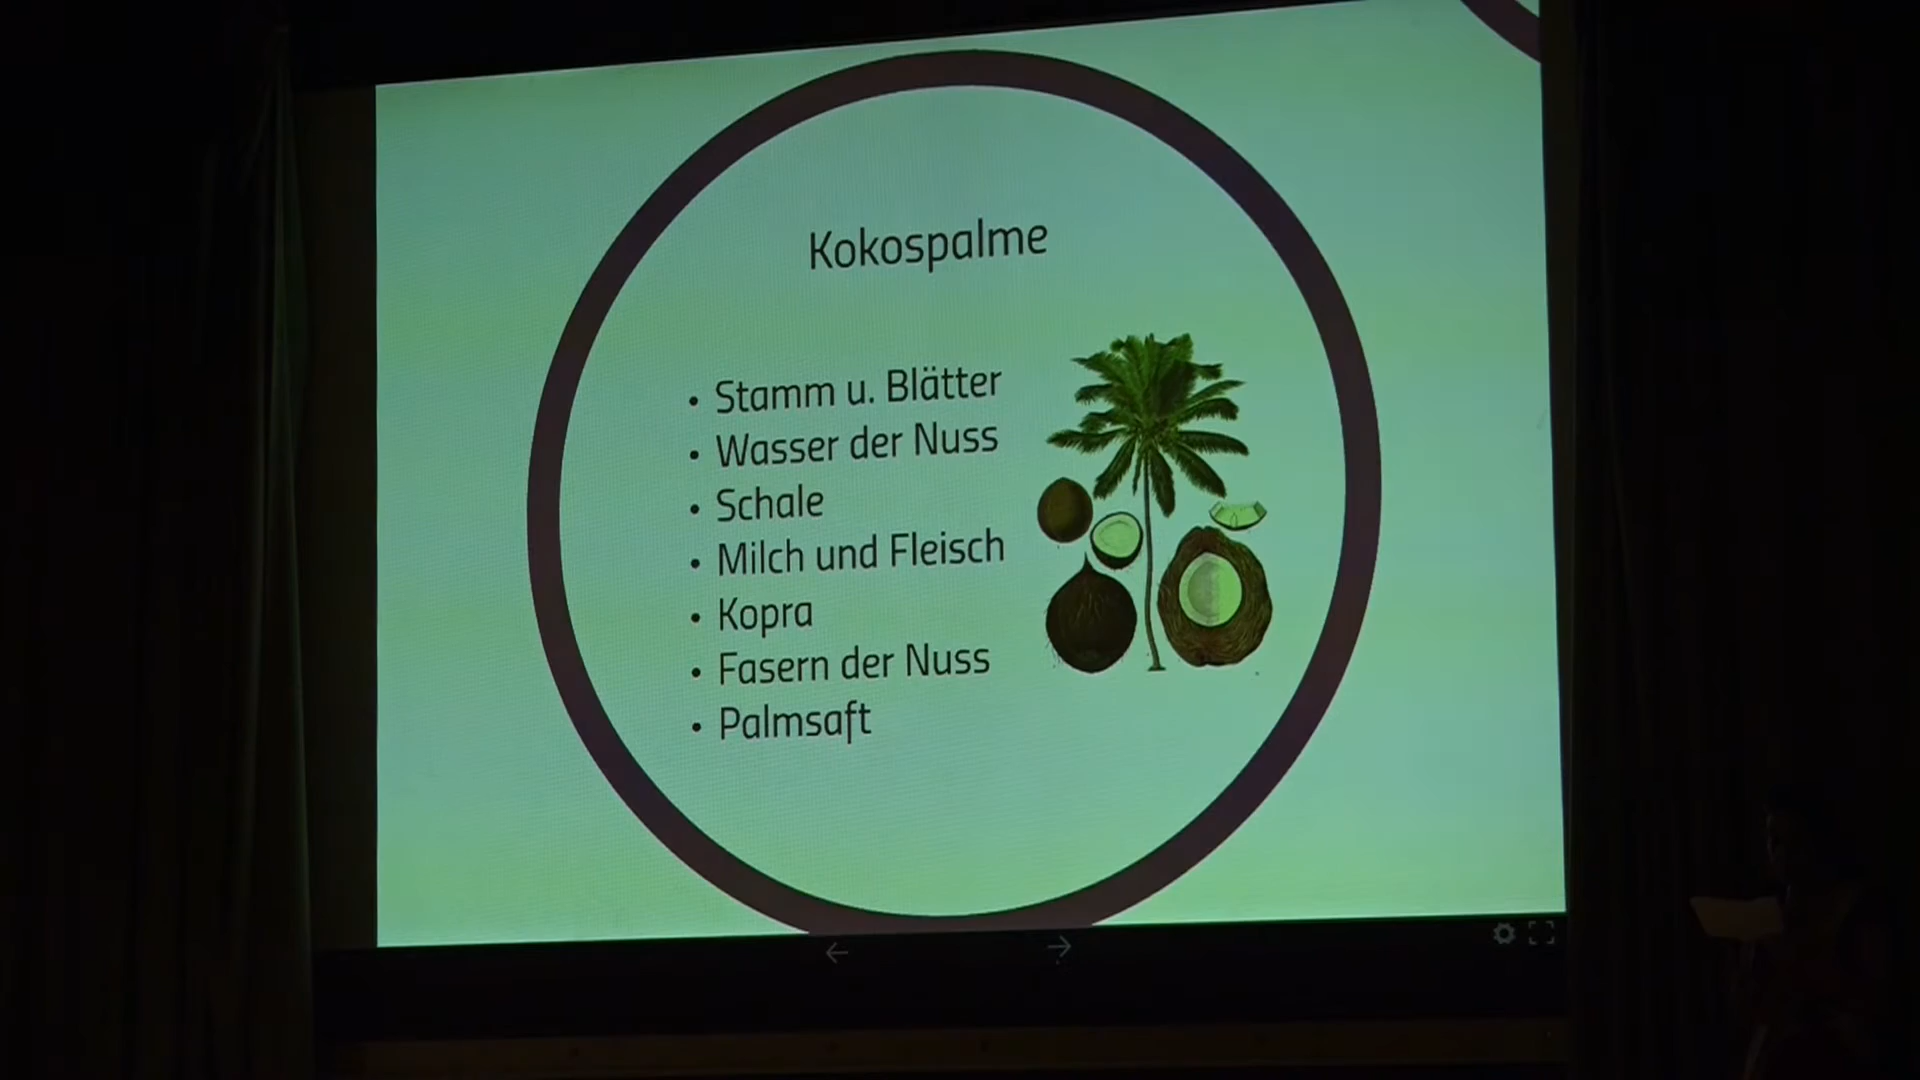 Kokospalme
• Stamm u. Blätter
• Wasser der Nuss
• Schale
• Milch und Fleisch
• Kopra
• Fasern der Nuss
• Palmsaft